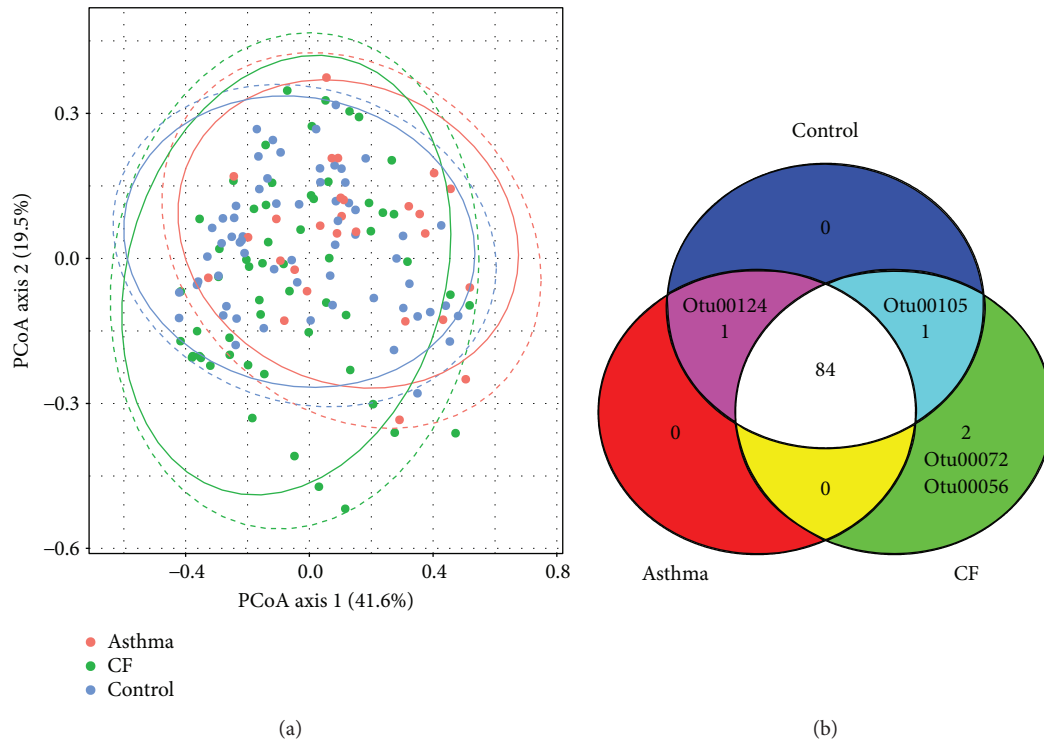 0.3
0.0
−0.3
−0.6
PCoA axis 2 (19.5%)
−0.4
0.0
0.4
0.8
PCoA axis 1 (41.6%)
Asthma
CF
Control
(a)
Control
0
Otu00124
1
Otu00105
1
84
0
2
Otu00072
Otu00056
0
Asthma
CF
(b)